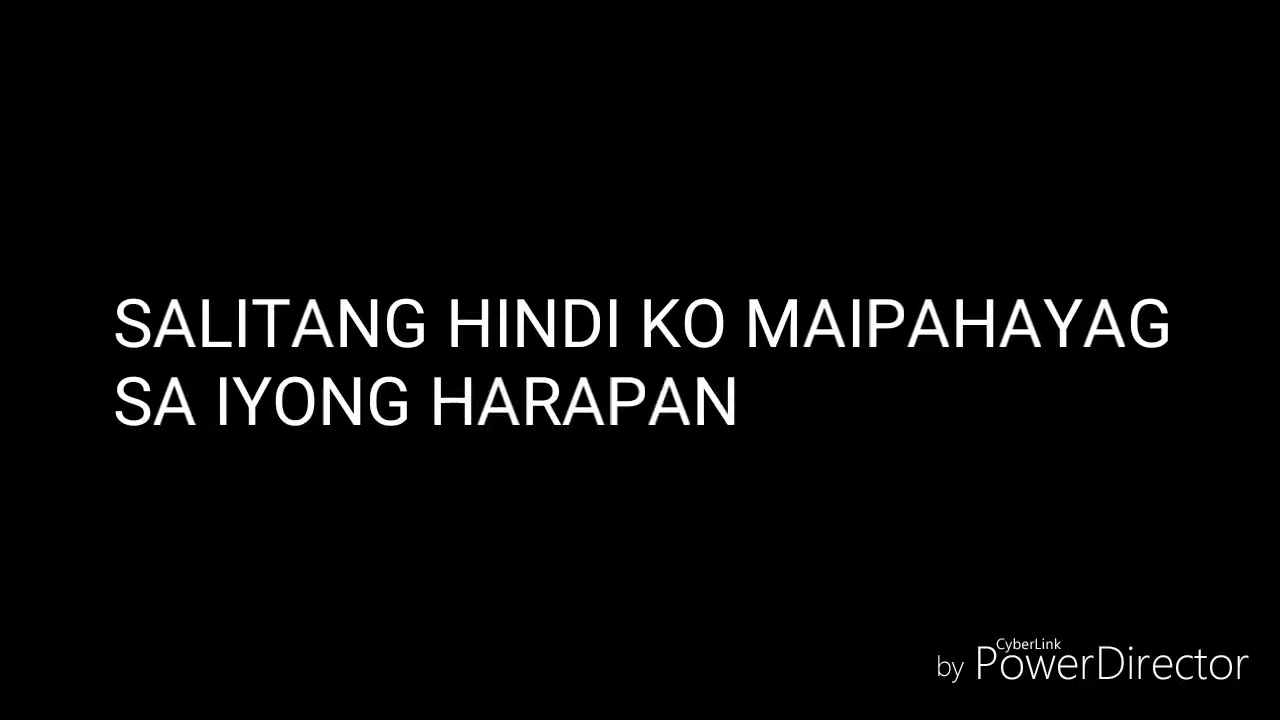 SALITANG HINDI KO MAIPAHAYAG
SA IYONG HARAPAN
CyberLink
by PowerDirector